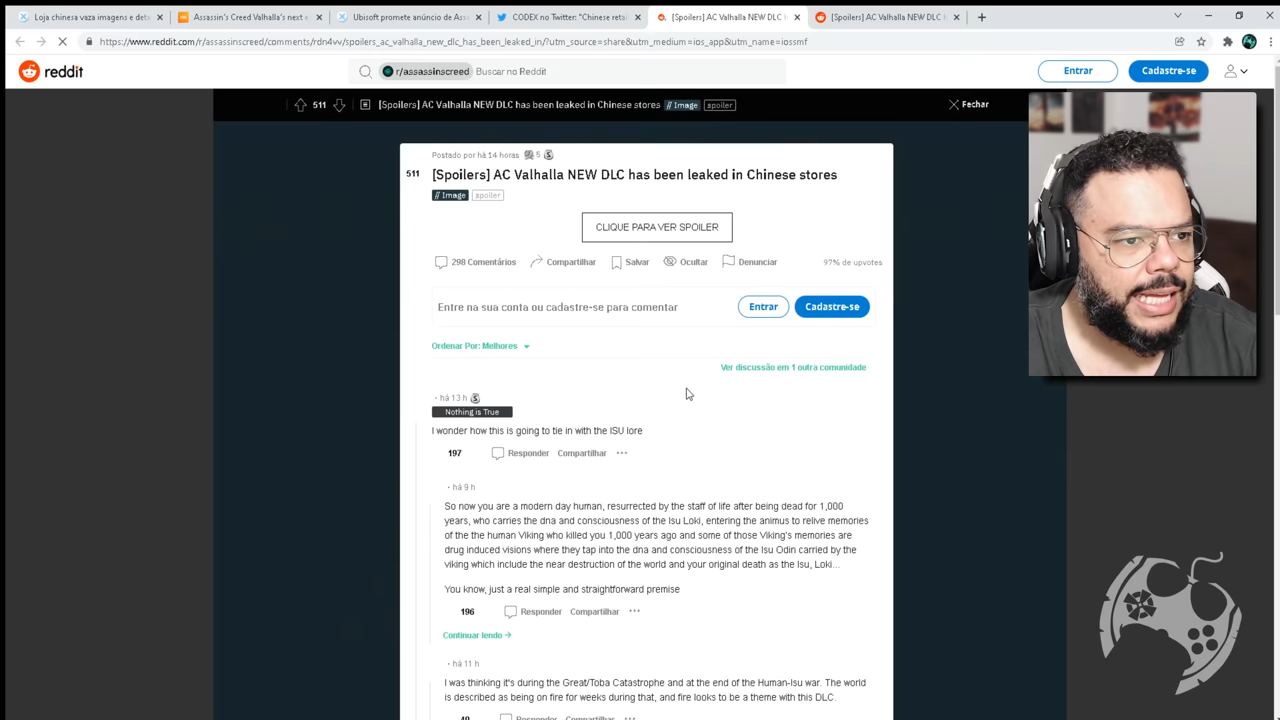 Loja chinesa vaza imagens e det
Assassin's Creed Valhalla's next e
Ubisoft promete anúncio de Ass
CODEX no Twitter: "Chinese retai
[Spoilers] AC Valhalla NEW DLC h
[Spoilers] AC Valhalla NEW DLC h
https://www.reddit.com/r/assassinscreed/comments/rdn4vv/spoilers_ac_valhalla_new_dlc_has_been_leaked_in/?utm_source=share&utm_medium=ios_app&utm_name=iossmf
reddit
r/assassinscreed
Buscar no Reddit
Entrar
Cadastre-se
511
[Spoilers] AC Valhalla NEW DLC has been leaked in Chinese stores
// Image
spoiler
Fechar
Postado por há 14 horas
5
511
[Spoilers] AC Valhalla NEW DLC has been leaked in Chinese stores
// Image
spoiler
CLIQUE PARA VER SPOILER
298 Comentários
Compartilhar
Salvar
Ocultar
Denunciar
97% de upvotes
Entre na sua conta ou cadastre-se para comentar
Entrar
Cadastre-se
Ordenar Por: Melhores
Ver discussão em 1 outra comunidade
· há 13 h
Nothing is True
I wonder how this is going to tie in with the ISU lore
197
Responder
Compartilhar
···
· há 9 h
So now you are a modern day human, resurrected by the staff of life after being dead for 1,000
years, who carries the dna and consciousness of the Isu Loki, entering the animus to relive memories
of the the human Viking who killed you 1,000 years ago and some of those Viking's memories are
drug induced visions where they tap into the dna and consciousness of the Isu Odin carried by the
viking which include the near destruction of the world and your original death as the Isu, Loki...
You know, just a real simple and straightforward premise
196
Responder
Compartilhar
···
Continuar lendo →
· há 11 h
I was thinking it's during the Great/Toba Catastrophe and at the end of the Human-Isu war. The world
is described as being on fire for weeks during that, and fire looks to be a theme with this DLC.
49
Responder
Compartilhar
···